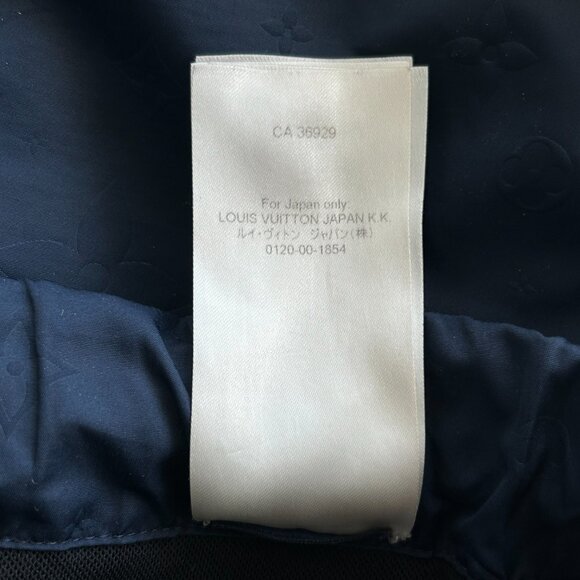 CA 36929
For Japan only:
LOUIS VUITTON JAPAN K.K.
ルイ・ヴィトン ジャパン(株)
0120-00-1854